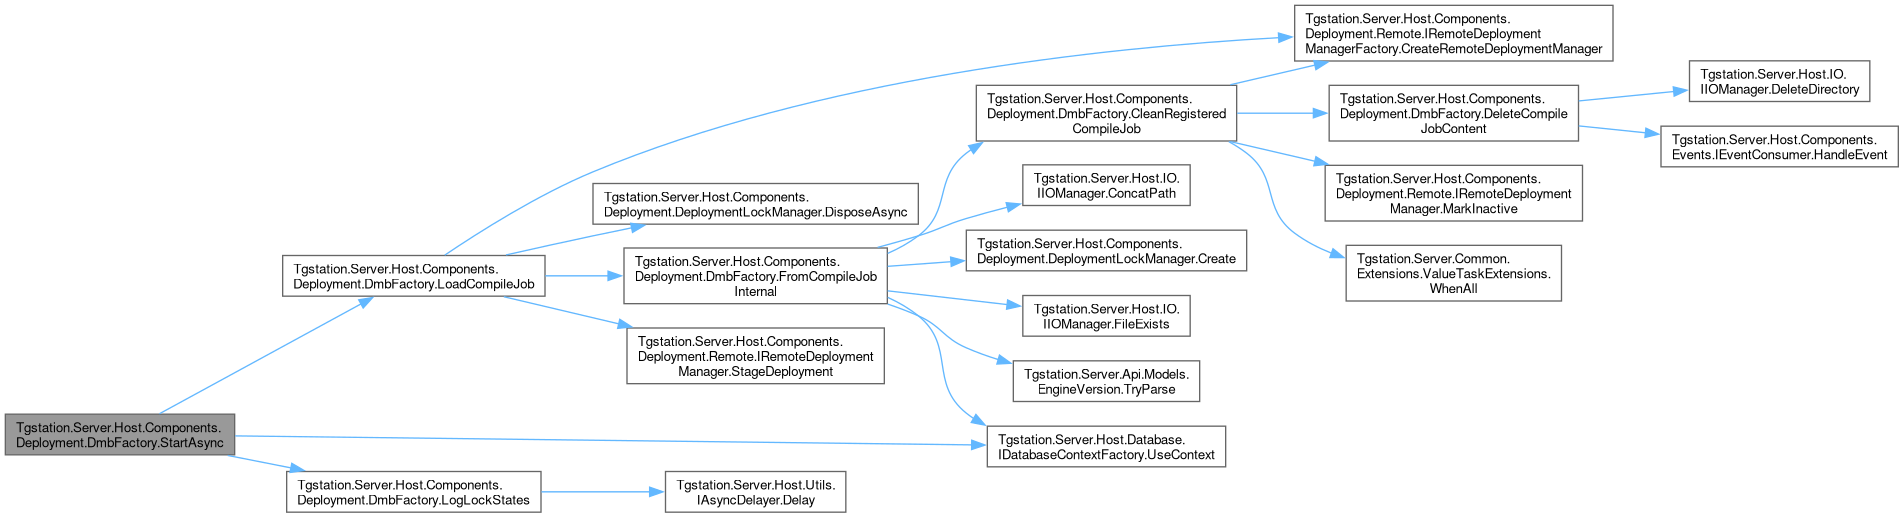 Tgstation.Server.Host.Components.
Deployment.DmbFactory.StartAsync
Tgstation.Server.Host.Components.
Deployment.DmbFactory.LoadCompileJob
Tgstation.Server.Host.Components.
Deployment.DmbFactory.LogLockStates
Tgstation.Server.Host.Components.
Deployment.DeploymentLockManager.DisposeAsync
Tgstation.Server.Host.Components.
Deployment.DmbFactory.FromCompileJob
Internal
Tgstation.Server.Host.Components.
Deployment.Remote.IRemoteDeployment
Manager.StageDeployment
Tgstation.Server.Host.Utils.
IAsyncDelayer.Delay
Tgstation.Server.Host.Components.
Deployment.DmbFactory.CleanRegistered
CompileJob
Tgstation.Server.Host.IO.
IIOManager.ConcatPath
Tgstation.Server.Host.Components.
Deployment.DeploymentLockManager.Create
Tgstation.Server.Host.IO.
IIOManager.FileExists
Tgstation.Server.Api.Models.
EngineVersion.TryParse
Tgstation.Server.Host.Database.
IDatabaseContextFactory.UseContext
Tgstation.Server.Host.Components.
Deployment.Remote.IRemoteDeployment
ManagerFactory.CreateRemoteDeploymentManager
Tgstation.Server.Host.Components.
Deployment.DmbFactory.DeleteCompile
JobContent
Tgstation.Server.Host.Components.
Deployment.Remote.IRemoteDeployment
Manager.MarkInactive
Tgstation.Server.Common.
Extensions.ValueTaskExtensions.
WhenAll
Tgstation.Server.Host.IO.
IIOManager.DeleteDirectory
Tgstation.Server.Host.Components.
Events.IEventConsumer.HandleEvent